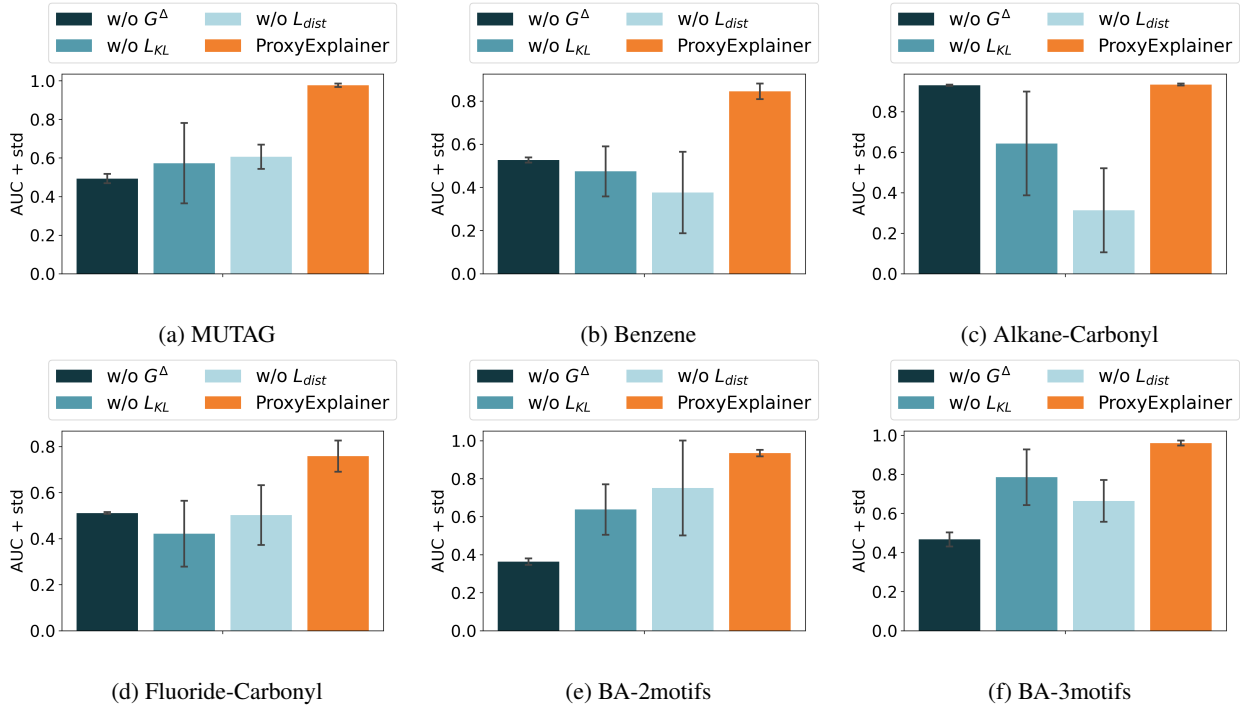 w/o G^Δ w/o L_dist
w/o L_KL ProxyExplainer
AUC + std
1.0
0.8
0.6
0.4
0.2
0.0
(a) MUTAG
w/o G^Δ w/o L_dist
w/o L_KL ProxyExplainer
AUC + std
0.8
0.6
0.4
0.2
0.0
(b) Benzene
w/o G^Δ w/o L_dist
w/o L_KL ProxyExplainer
AUC + std
0.8
0.6
0.4
0.2
0.0
(c) Alkane-Carbonyl
w/o G^Δ w/o L_dist
w/o L_KL ProxyExplainer
AUC + std
0.8
0.6
0.4
0.2
0.0
(d) Fluoride-Carbonyl
w/o G^Δ w/o L_dist
w/o L_KL ProxyExplainer
AUC + std
1.0
0.8
0.6
0.4
0.2
0.0
(e) BA-2motifs
w/o G^Δ w/o L_dist
w/o L_KL ProxyExplainer
AUC + std
1.0
0.8
0.6
0.4
0.2
0.0
(f) BA-3motifs